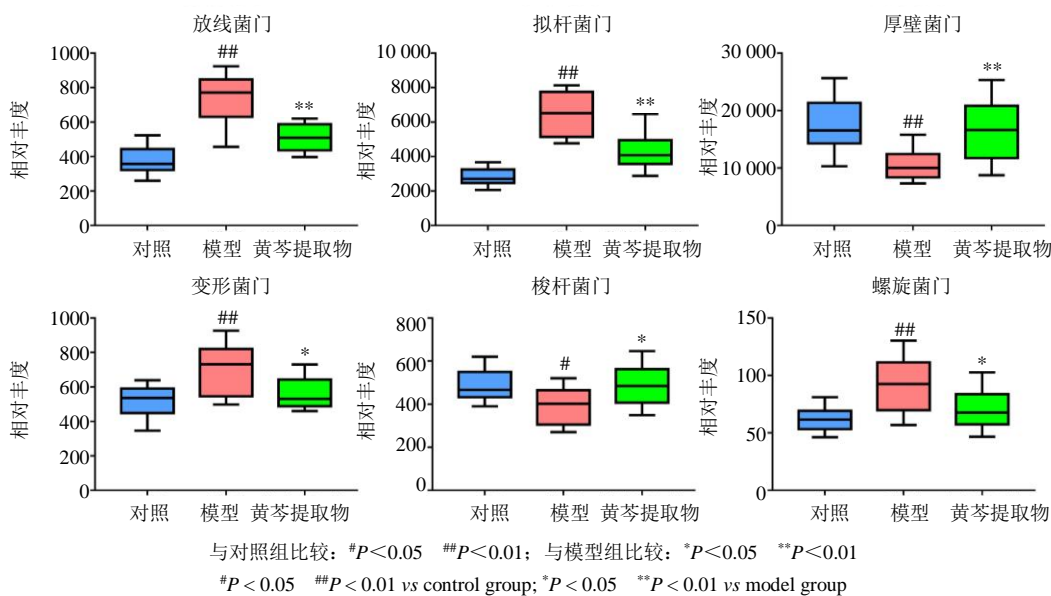 放线菌门
1000
800
600
400
200
0
相对丰度
##
**
对照 模型 黄芩提取物
拟杆菌门
10 000
8000
6000
4000
2000
0
相对丰度
##
**
对照 模型 黄芩提取物
厚壁菌门
30 000
20 000
10 000
0
相对丰度
##
**
对照 模型 黄芩提取物
变形菌门
1000
800
600
400
200
0
相对丰度
##
*
对照 模型 黄芩提取物
梭杆菌门
800
600
400
200
0
相对丰度
#
*
对照 模型 黄芩提取物
螺旋菌门
150
100
50
0
相对丰度
##
*
对照 模型 黄芩提取物
与对照组比较：#P＜0.05 ##P＜0.01；与模型组比较：*P＜0.05 **P＜0.01
#P < 0.05 ##P < 0.01 vs control group; *P < 0.05 **P < 0.01 vs model group